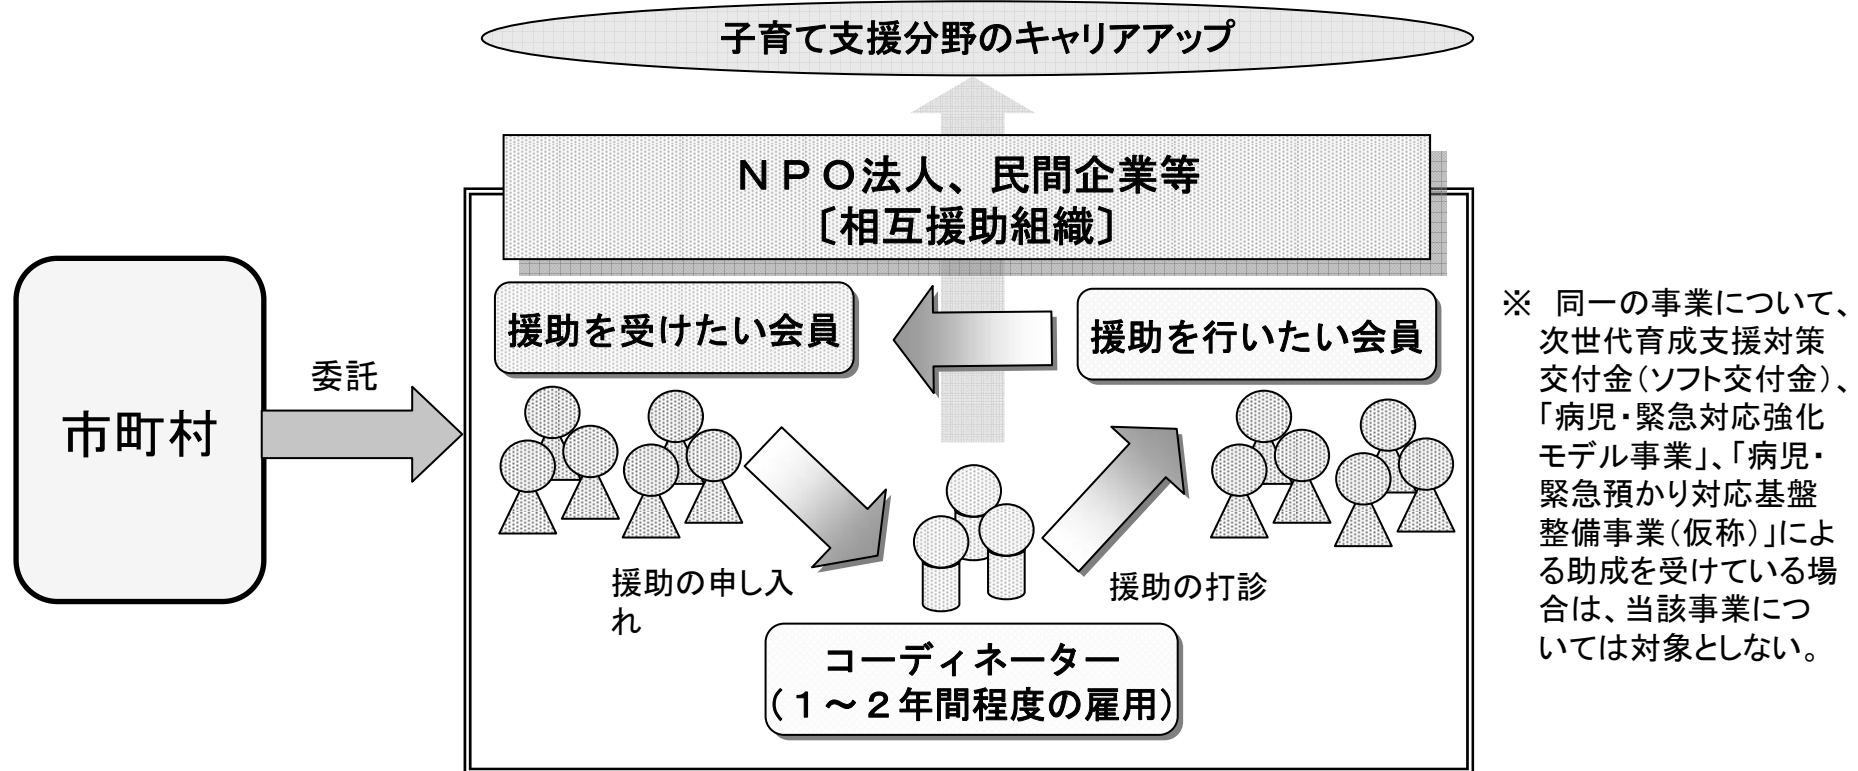 子育て支援分野のキャリアアップ
ＮＰＯ法人、民間企業等
〔相互援助組織〕
市町村
委託
援助を受けたい会員
援助を行いたい会員
援助の申し入
れ
援助の打診
コーディネーター
（１～２年間程度の雇用）
※　同一の事業について、
次世代育成支援対策
交付金（ソフト交付金）、
「病児・緊急対応強化
モデル事業」、「病児・
緊急預かり対応基盤
整備事業（仮称）」によ
る助成を受けている場
合は、当該事業につ
いては対象としない。